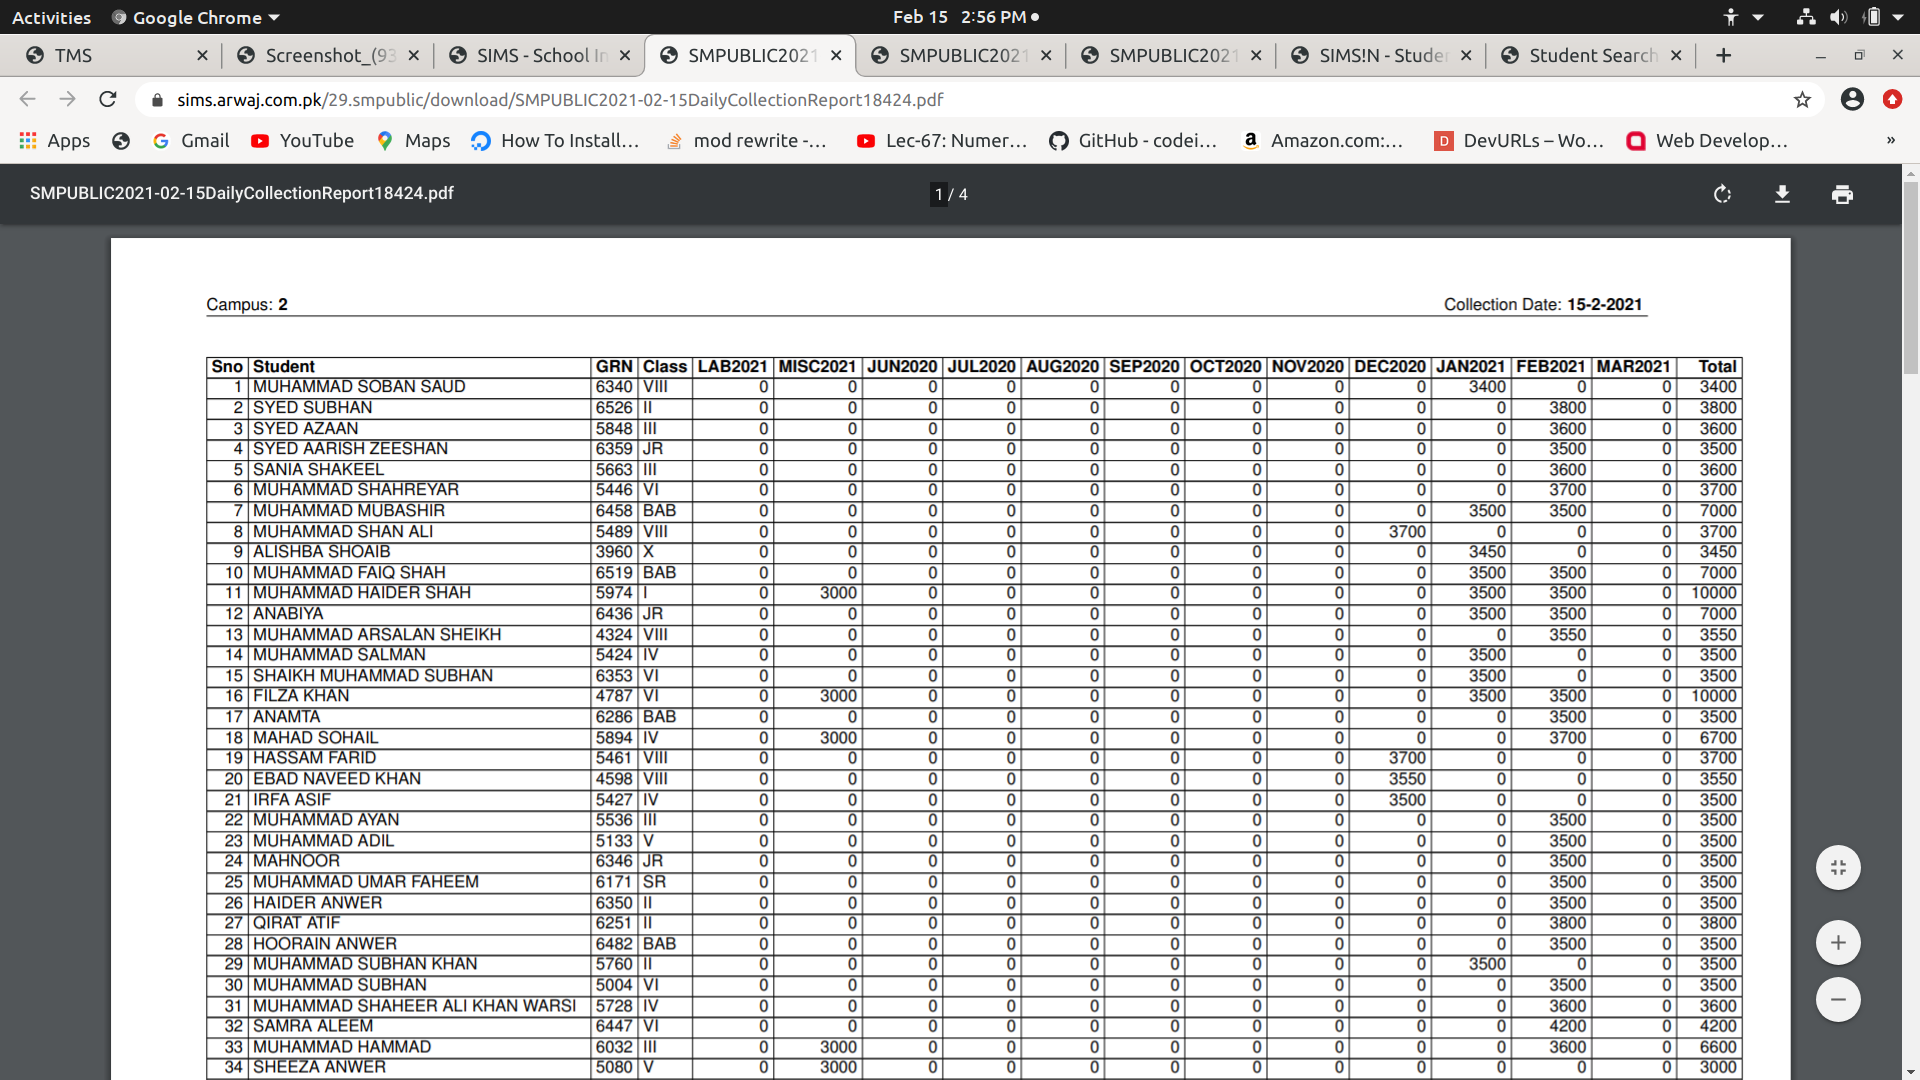 Activities Google Chrome Feb 15 2:56 PM
TMS Screenshot_(93 SIMS - School In SMPUBLIC2021 SMPUBLIC2021 SMPUBLIC2021 SIMS!N - Stude Student Search
sims.arwaj.com.pk/29.smpublic/download/SMPUBLIC2021-02-15DailyCollectionReport18424.pdf
Apps Gmail YouTube Maps How To Install... mod rewrite -... Lec-67: Numer... GitHub - codei... Amazon.com:... DevURLs – Wo... Web Develop... »
SMPUBLIC2021-02-15DailyCollectionReport18424.pdf 1 / 4
Campus: 2 Collection Date: 15-2-2021
Sno Student GRN Class LAB2021 MISC2021 JUN2020 JUL2020 AUG2020 SEP2020 OCT2020 NOV2020 DEC2020 JAN2021 FEB2021 MAR2021 Total
1 MUHAMMAD SOBAN SAUD 6340 VIII 0 0 0 0 0 0 0 0 0 3400 0 0 3400
2 SYED SUBHAN 6526 II 0 0 0 0 0 0 0 0 0 0 3800 0 3800
3 SYED AZAAN 5848 III 0 0 0 0 0 0 0 0 0 0 3600 0 3600
4 SYED AARISH ZEESHAN 6359 JR 0 0 0 0 0 0 0 0 0 0 3500 0 3500
5 SANIA SHAKEEL 5663 III 0 0 0 0 0 0 0 0 0 0 3600 0 3600
6 MUHAMMAD SHAHREYAR 5446 VI 0 0 0 0 0 0 0 0 0 0 3700 0 3700
7 MUHAMMAD MUBASHIR 6458 BAB 0 0 0 0 0 0 0 0 0 3500 3500 0 7000
8 MUHAMMAD SHAN ALI 5489 VIII 0 0 0 0 0 0 0 0 3700 0 0 0 3700
9 ALISHBA SHOAIB 3960 X 0 0 0 0 0 0 0 0 0 3450 0 0 3450
10 MUHAMMAD FAIQ SHAH 6519 BAB 0 0 0 0 0 0 0 0 0 3500 3500 0 7000
11 MUHAMMAD HAIDER SHAH 5974 I 0 3000 0 0 0 0 0 0 0 3500 3500 0 10000
12 ANABIYA 6436 JR 0 0 0 0 0 0 0 0 0 3500 3500 0 7000
13 MUHAMMAD ARSALAN SHEIKH 4324 VIII 0 0 0 0 0 0 0 0 0 0 3550 0 3550
14 MUHAMMAD SALMAN 5424 IV 0 0 0 0 0 0 0 0 0 3500 0 0 3500
15 SHAIKH MUHAMMAD SUBHAN 6353 VI 0 0 0 0 0 0 0 0 0 3500 0 0 3500
16 FILZA KHAN 4787 VI 0 3000 0 0 0 0 0 0 0 3500 3500 0 10000
17 ANAMTA 6286 BAB 0 0 0 0 0 0 0 0 0 0 3500 0 3500
18 MAHAD SOHAIL 5894 IV 0 3000 0 0 0 0 0 0 0 0 3700 0 6700
19 HASSAM FARID 5461 VIII 0 0 0 0 0 0 0 0 3700 0 0 0 3700
20 EBAD NAVEED KHAN 4598 VIII 0 0 0 0 0 0 0 0 3550 0 0 0 3550
21 IRFA ASIF 5427 IV 0 0 0 0 0 0 0 0 3500 0 0 0 3500
22 MUHAMMAD AYAN 5536 III 0 0 0 0 0 0 0 0 0 0 3500 0 3500
23 MUHAMMAD ADIL 5133 V 0 0 0 0 0 0 0 0 0 0 3500 0 3500
24 MAHNOOR 6346 JR 0 0 0 0 0 0 0 0 0 0 3500 0 3500
25 MUHAMMAD UMAR FAHEEM 6171 SR 0 0 0 0 0 0 0 0 0 0 3500 0 3500
26 HAIDER ANWER 6350 II 0 0 0 0 0 0 0 0 0 0 3500 0 3500
27 QIRAT ATIF 6251 II 0 0 0 0 0 0 0 0 0 0 3800 0 3800
28 HOORAIN ANWER 6482 BAB 0 0 0 0 0 0 0 0 0 0 3500 0 3500
29 MUHAMMAD SUBHAN KHAN 5760 II 0 0 0 0 0 0 0 0 0 3500 0 0 3500
30 MUHAMMAD SUBHAN 5004 VI 0 0 0 0 0 0 0 0 0 0 3500 0 3500
31 MUHAMMAD SHAHEER ALI KHAN WARSI 5728 IV 0 0 0 0 0 0 0 0 0 0 3600 0 3600
32 SAMRA ALEEM 6447 VI 0 0 0 0 0 0 0 0 0 0 4200 0 4200
33 MUHAMMAD HAMMAD 6032 III 0 3000 0 0 0 0 0 0 0 0 3600 0 6600
34 SHEEZA ANWER 5080 V 0 3000 0 0 0 0 0 0 0 0 0 0 3000